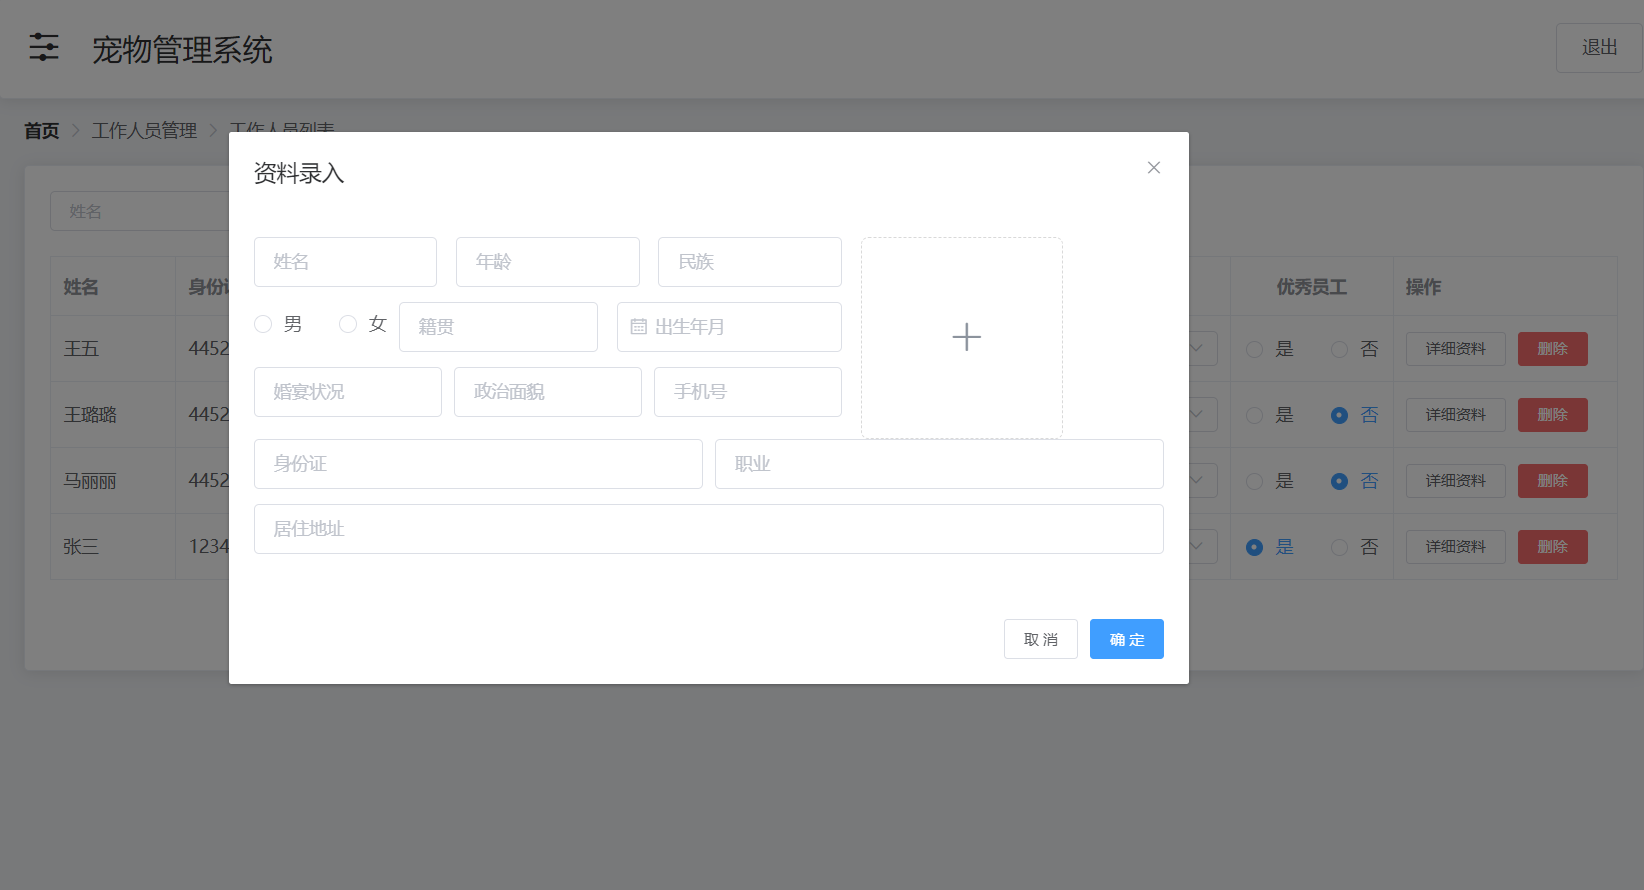 宠物管理系统
退出
首页 工作人员管理 工作人员列表
资料录入
姓名
姓名 年龄 民族
姓名 身份证 优秀员工 操作
男 女 籍贯 出生年月
王五 4452 是 否 详细资料 删除
婚宴状况 政治面貌 手机号
王璐璐 4452 是 否 详细资料 删除
身份证 职业
马丽丽 4452 是 否 详细资料 删除
居住地址
张三 1234 是 否 详细资料 删除
取消 确定